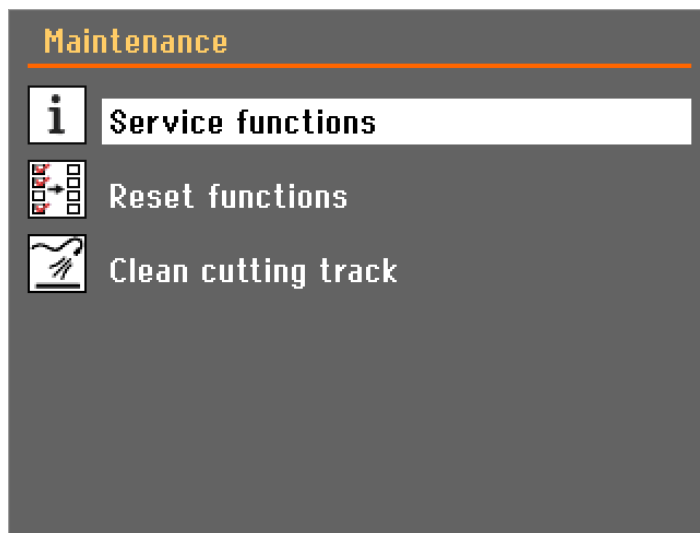 Maintenance
i
Service functions
Reset functions
Clean cutting track